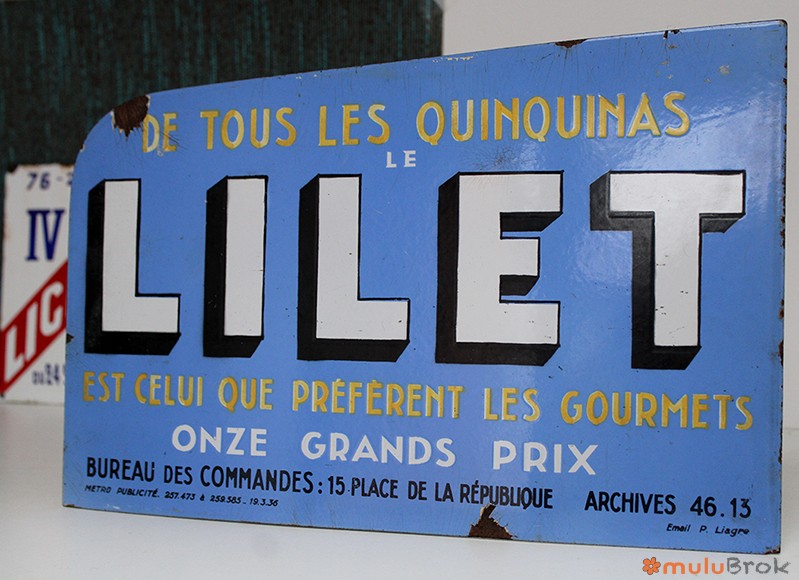 DE TOUS LES QUINQUINAS
LE
LILET
EST CELUI QUE PRÉFÈRENT LES GOURMETS
ONZE GRANDS PRIX
BUREAU DES COMMANDES : 15 PLACE DE LA RÉPUBLIQUE ARCHIVES 46.13
METRO PUBLICITÉ. 257.473 à 259.585 _ 19.3.36
Email P. Liagre
76 -
IV
LIC
muluBrok